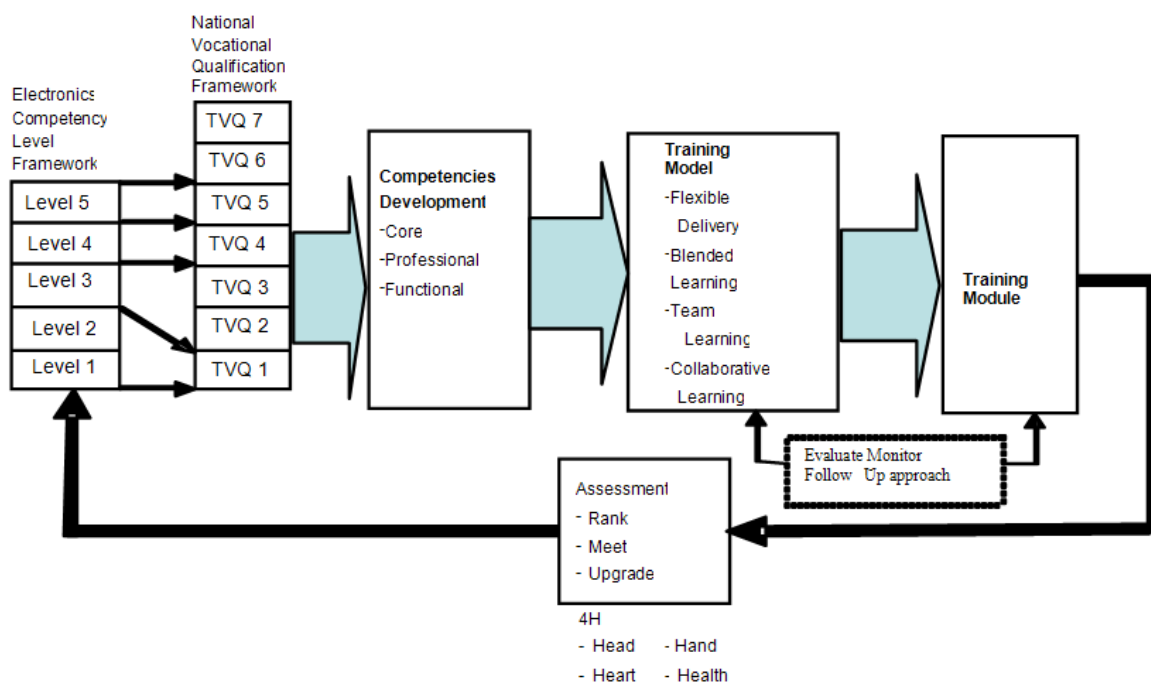 National
Vocational
Qualification
Framework
Electronics
Competency
Level
Framework
TVQ 7
TVQ 6
TVQ 5
TVQ 4
TVQ 3
TVQ 2
TVQ 1
Level 5
Level 4
Level 3
Level 2
Level 1
Competencies
Development
-Core
-Professional
-Functional
Training
Model
-Flexible
Delivery
-Blended
Learning
-Team
Learning
-Collaborative
Learning
Training
Module
Evaluate Monitor
Follow Up approach
Assessment
- Rank
- Meet
- Upgrade
4H
- Head - Hand
- Heart - Health